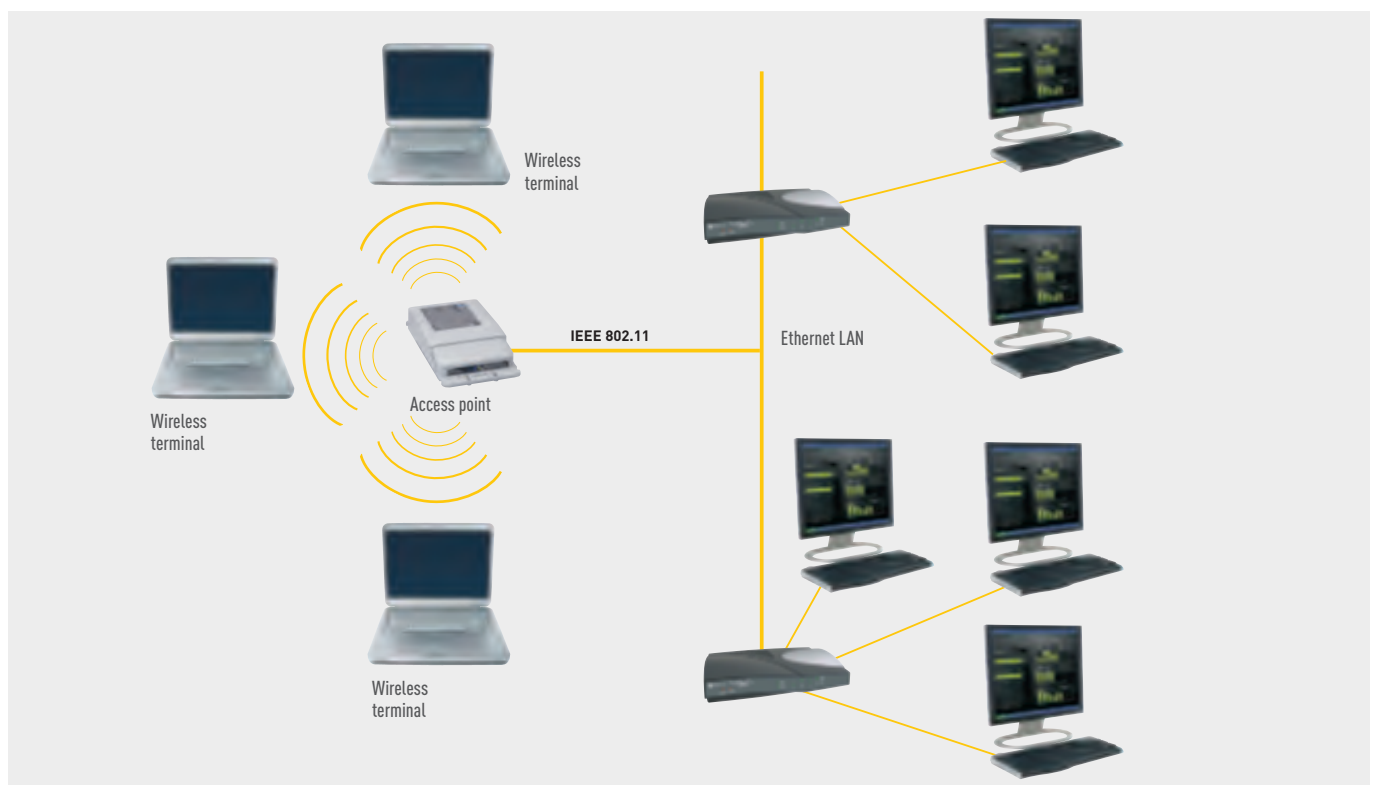 Wireless
terminal
IEEE 802.11
Ethernet LAN
Access point
Wireless
terminal
Wireless
terminal